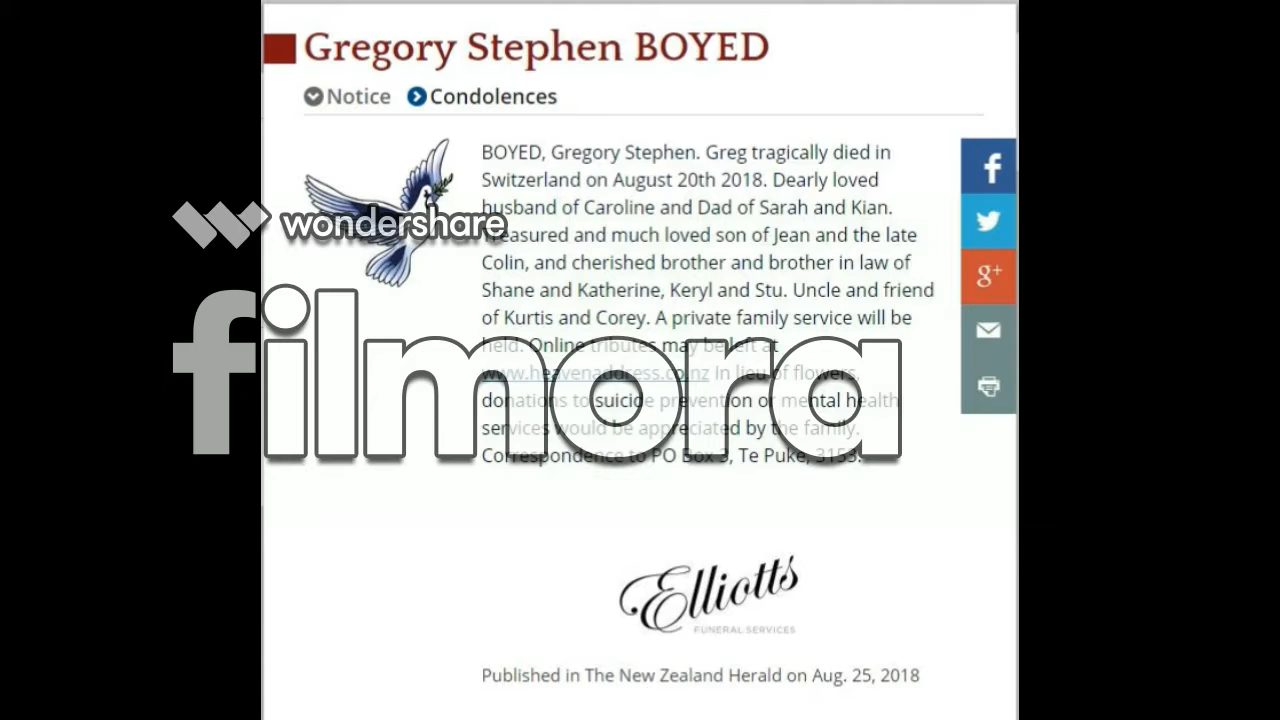 Gregory Stephen BOYED
Notice Condolences
BOYED, Gregory Stephen. Greg tragically died in
Switzerland on August 20th 2018. Dearly loved
husband of Caroline and Dad of Sarah and Kian.
Treasured and much loved son of Jean and the late
Colin, and cherished brother and brother in law of
Shane and Katherine, Keryl and Stu. Uncle and friend
of Kurtis and Corey. A private family service will be
held. Online tributes may be left at
www.heavenaddress.co.nz In lieu of flowers,
donations to suicide prevention or mental health
services would be appreciated by the family.
Correspondence to PO Box 3, Te Puke, 3153.
f
g+
wondershare
filmora
Elliotts
FUNERAL SERVICES
Published in The New Zealand Herald on Aug. 25, 2018